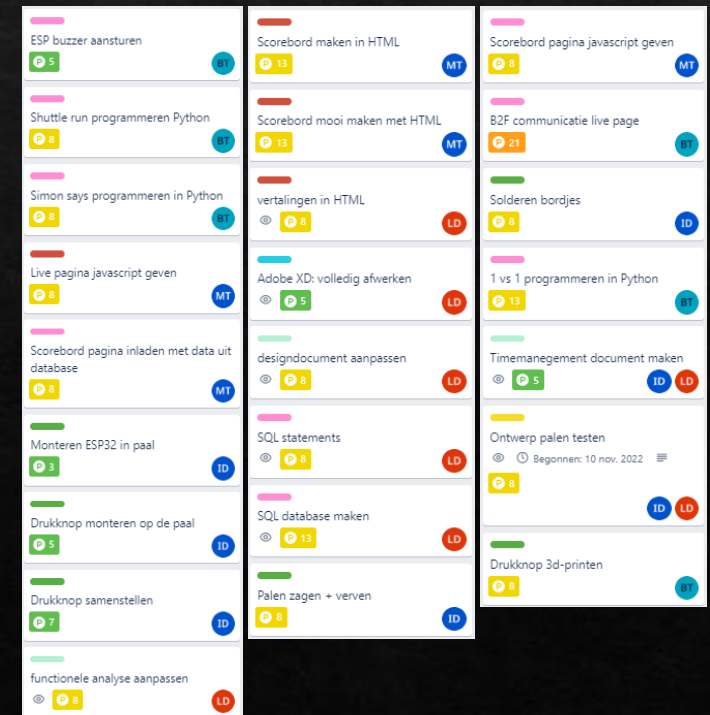 ESP buzzer aansturen
P 5
BT
Shuttle run programmeren Python
P 8
BT
Simon says programmeren in Python
P 8
BT
Live pagina javascript geven
P 8
MT
Scorebord pagina inladen met data uit
database
P 8
MT
Monteren ESP32 in paal
P 3
ID
Drukknop monteren op de paal
P 5
ID
Drukknop samenstellen
P 7
ID
functionele analyse aanpassen
P 8
LD
Scorebord maken in HTML
P 13
MT
Scorebord mooi maken met HTML
P 13
MT
vertalingen in HTML
P 8
LD
Adobe XD: volledig afwerken
P 5
LD
designdocument aanpassen
P 8
LD
SQL statements
P 8
LD
SQL database maken
P 13
LD
Palen zagen + verven
P 8
ID
Scorebord pagina javascript geven
P 8
MT
B2F communicatie live page
P 21
BT
Solderen bordjes
P 8
ID
1 vs 1 programmeren in Python
P 13
BT
Timemanegement document maken
P 5
ID LD
Ontwerp palen testen
Begonnen: 10 nov. 2022
P 8
ID LD
Drukknop 3d-printen
P 8
BT